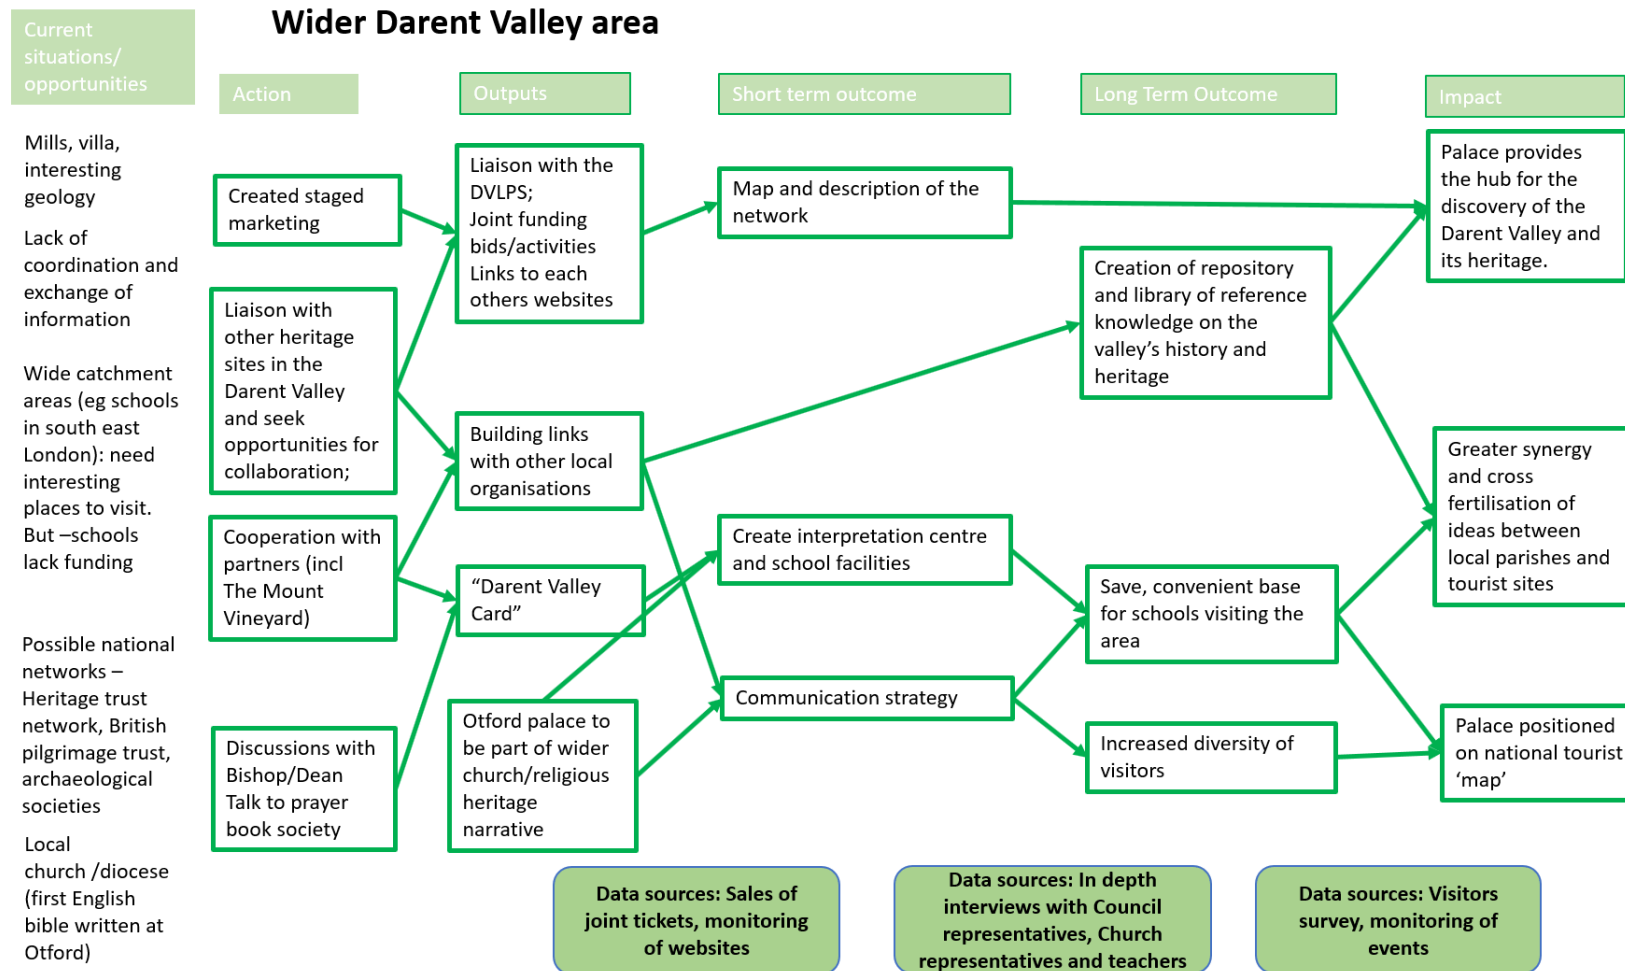 Wider Darent Valley area
Current
situations/
opportunities
Action
Outputs
Short term outcome
Long Term Outcome
Impact
Mills, villa,
interesting
geology
Lack of
coordination and
exchange of
information
Wide catchment
areas (eg schools
in south east
London): need
interesting
places to visit.
But –schools
lack funding
Possible national
networks –
Heritage trust
network, British
pilgrimage trust,
archaeological
societies
Local
church /diocese
(first English
bible written at
Otford)
Created staged
marketing
Liaison with
other heritage
sites in the
Darent Valley
and seek
opportunities for
collaboration;
Cooperation with
partners (incl
The Mount
Vineyard)
Discussions with
Bishop/Dean
Talk to prayer
book society
Liaison with the
DVLPS;
Joint funding
bids/activities
Links to each
others websites
Building links
with other local
organisations
“Darent Valley
Card”
Otford palace to
be part of wider
church/religious
heritage
narrative
Map and description of the
network
Create interpretation centre
and school facilities
Communication strategy
Creation of repository
and library of reference
knowledge on the
valley’s history and
heritage
Save, convenient base
for schools visiting the
area
Increased diversity of
visitors
Palace provides
the hub for the
discovery of the
Darent Valley and
its heritage.
Greater synergy
and cross
fertilisation of
ideas between
local parishes and
tourist sites
Palace positioned
on national tourist
‘map’
Data sources: Sales of
joint tickets, monitoring
of websites
Data sources: In depth
interviews with Council
representatives, Church
representatives and teachers
Data sources: Visitors
survey, monitoring of
events